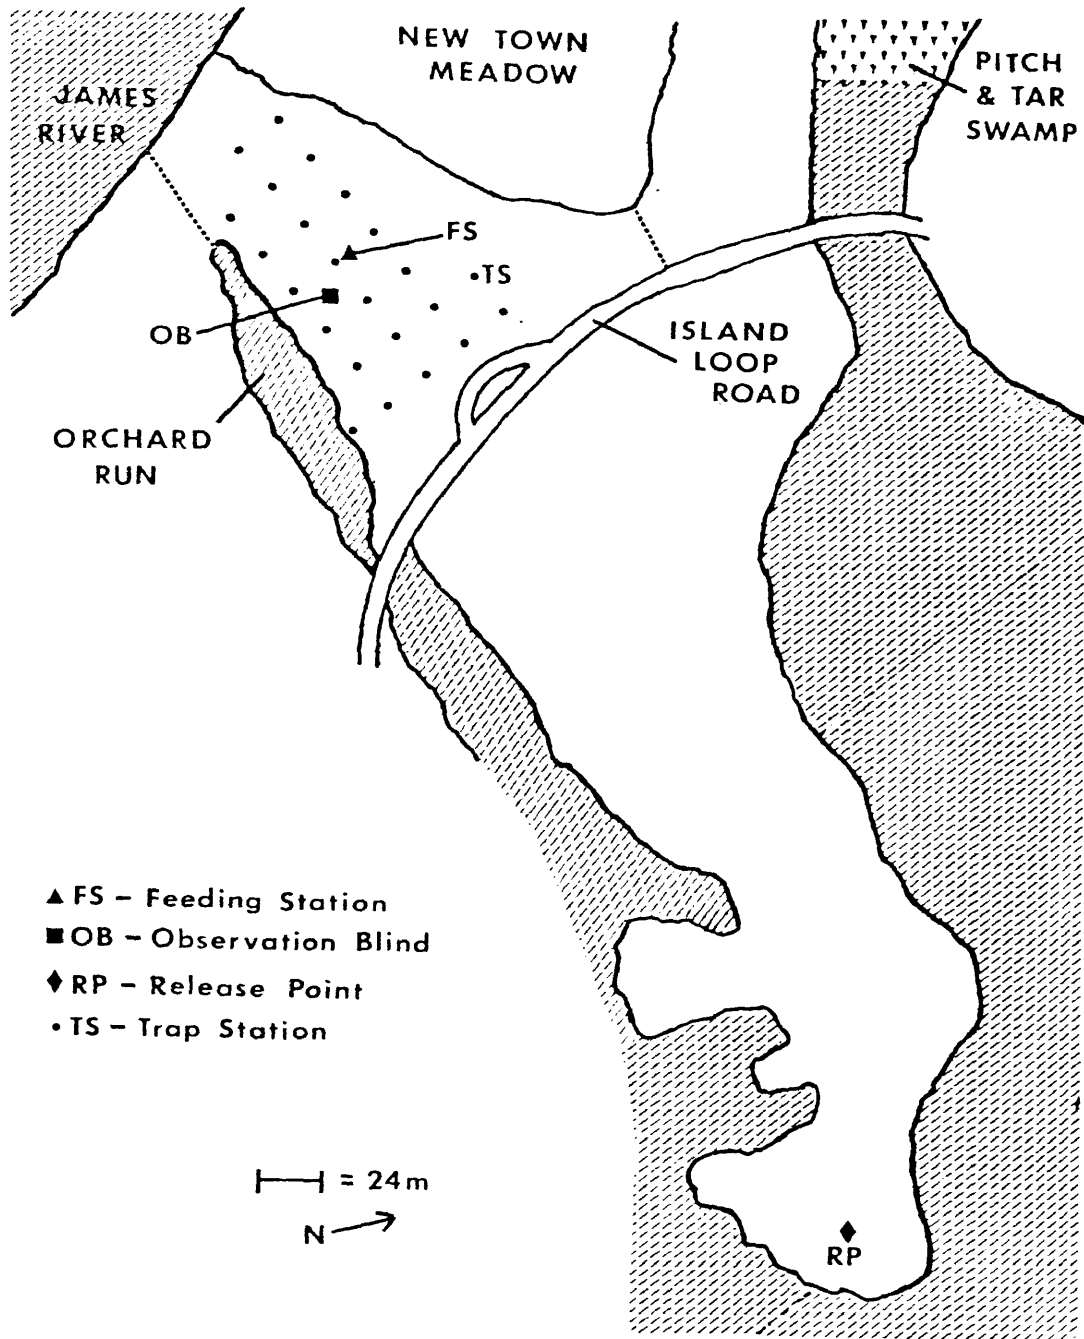 NEW TOWN
MEADOW
PITCH
& TAR
SWAMP
JAMES
RIVER
FS
TS
OB
ISLAND
LOOP
ROAD
ORCHARD
RUN
FS – Feeding Station
OB – Observation Blind
RP – Release Point
TS – Trap Station
= 24m
N
RP